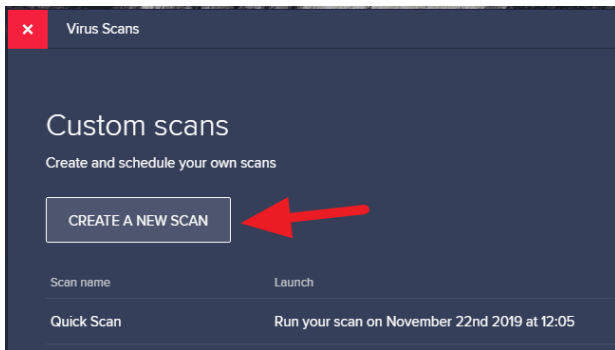 Virus Scans
Custom scans
Create and schedule your own scans
CREATE A NEW SCAN
Scan name Launch
Quick Scan Run your scan on November 22nd 2019 at 12:05